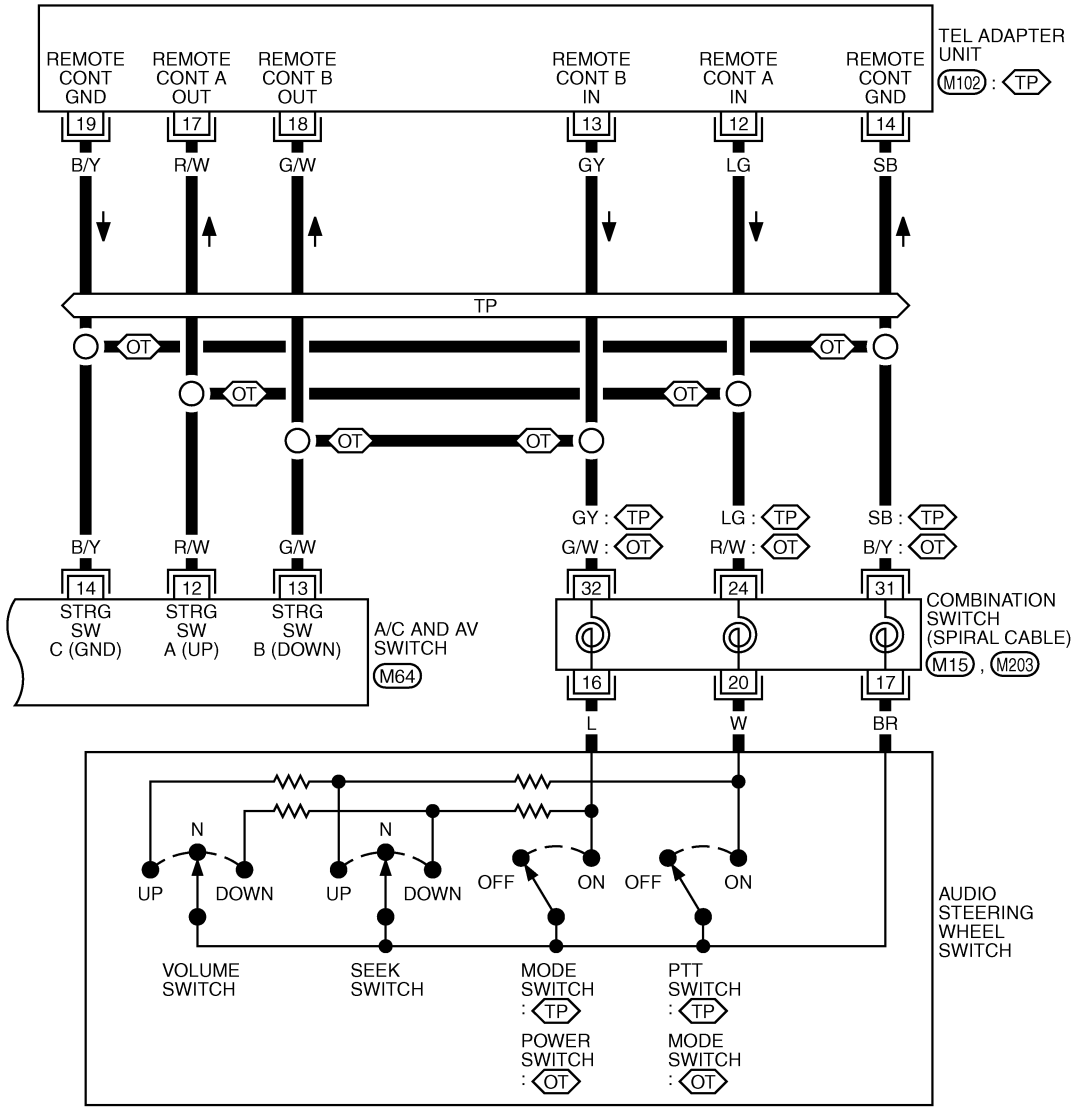 REMOTE CONT GND
REMOTE CONT A OUT
REMOTE CONT B OUT
REMOTE CONT B IN
REMOTE CONT A IN
REMOTE CONT GND
TEL ADAPTER
UNIT
M102 : TP
19 17 18 13 12 14
B/Y R/W G/W GY LG SB
TP
OT OT
OT OT
OT OT
GY : TP LG : TP SB : TP
B/Y R/W G/W G/W : OT R/W : OT B/Y : OT
14 12 13 32 24 31
STRG SW C (GND)
STRG SW A (UP)
STRG SW B (DOWN)
A/C AND AV
SWITCH
M64
COMBINATION
SWITCH
(SPIRAL CABLE)
M15 , M203
16 20 17
L W BR
N N
UP DOWN UP DOWN OFF ON OFF ON
AUDIO
STEERING
WHEEL
SWITCH
VOLUME SWITCH
SEEK SWITCH
MODE SWITCH : TP
PTT SWITCH : TP
POWER SWITCH : OT
MODE SWITCH : OT